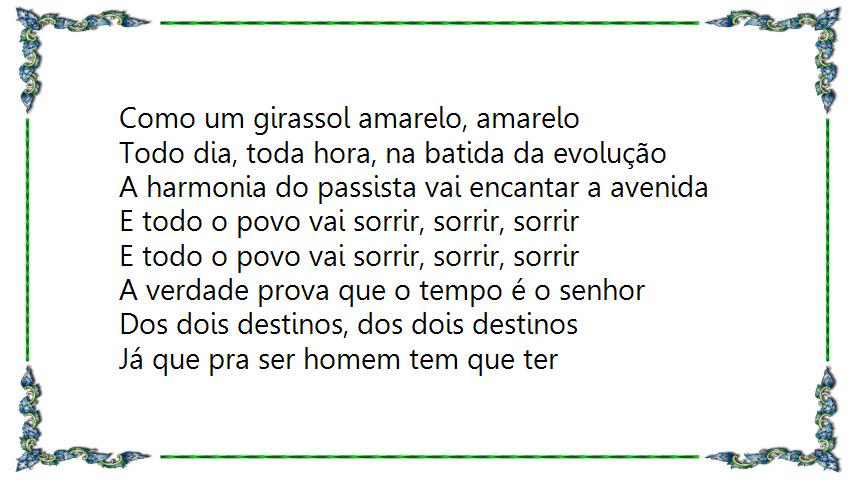 Como um girassol amarelo, amarelo
Todo dia, toda hora, na batida da evolução
A harmonia do passista vai encantar a avenida
E todo o povo vai sorrir, sorrir, sorrir
E todo o povo vai sorrir, sorrir, sorrir
A verdade prova que o tempo é o senhor
Dos dois destinos, dos dois destinos
Já que pra ser homem tem que ter